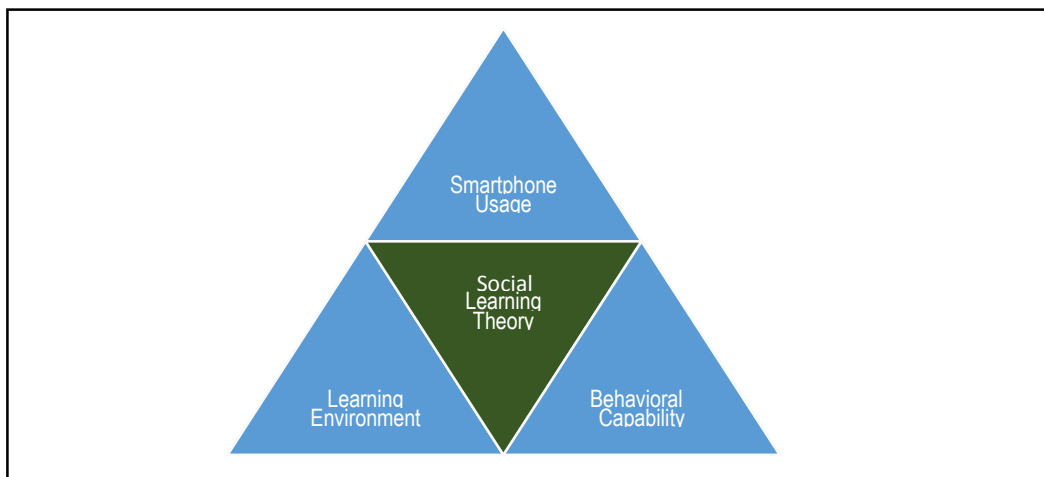 Smartphone
Usage
Social
Learning
Theory
Learning
Environment
Behavioral
Capability